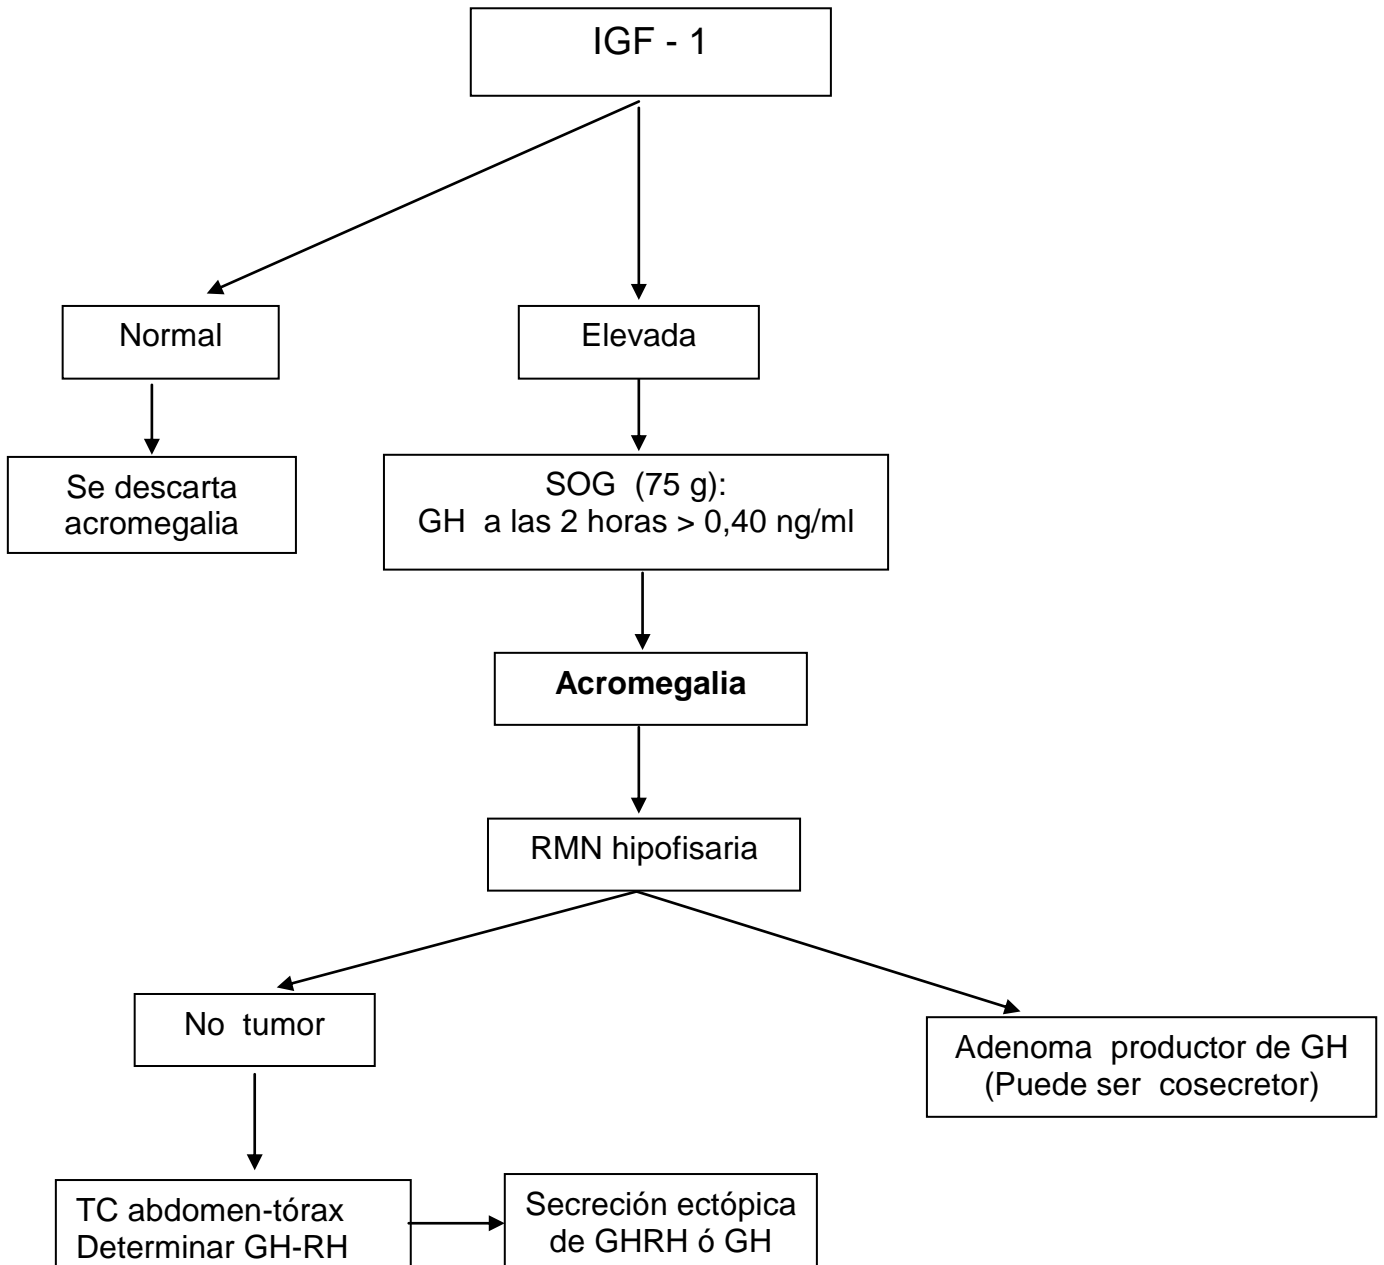 IGF - 1
Normal
Elevada
Se descarta
acromegalia
SOG (75 g):
GH a las 2 horas > 0,40 ng/ml
Acromegalia
RMN hipofisaria
No tumor
Adenoma productor de GH
(Puede ser cosecretor)
TC abdomen-tórax
Determinar GH-RH
Secreción ectópica
de GHRH ó GH